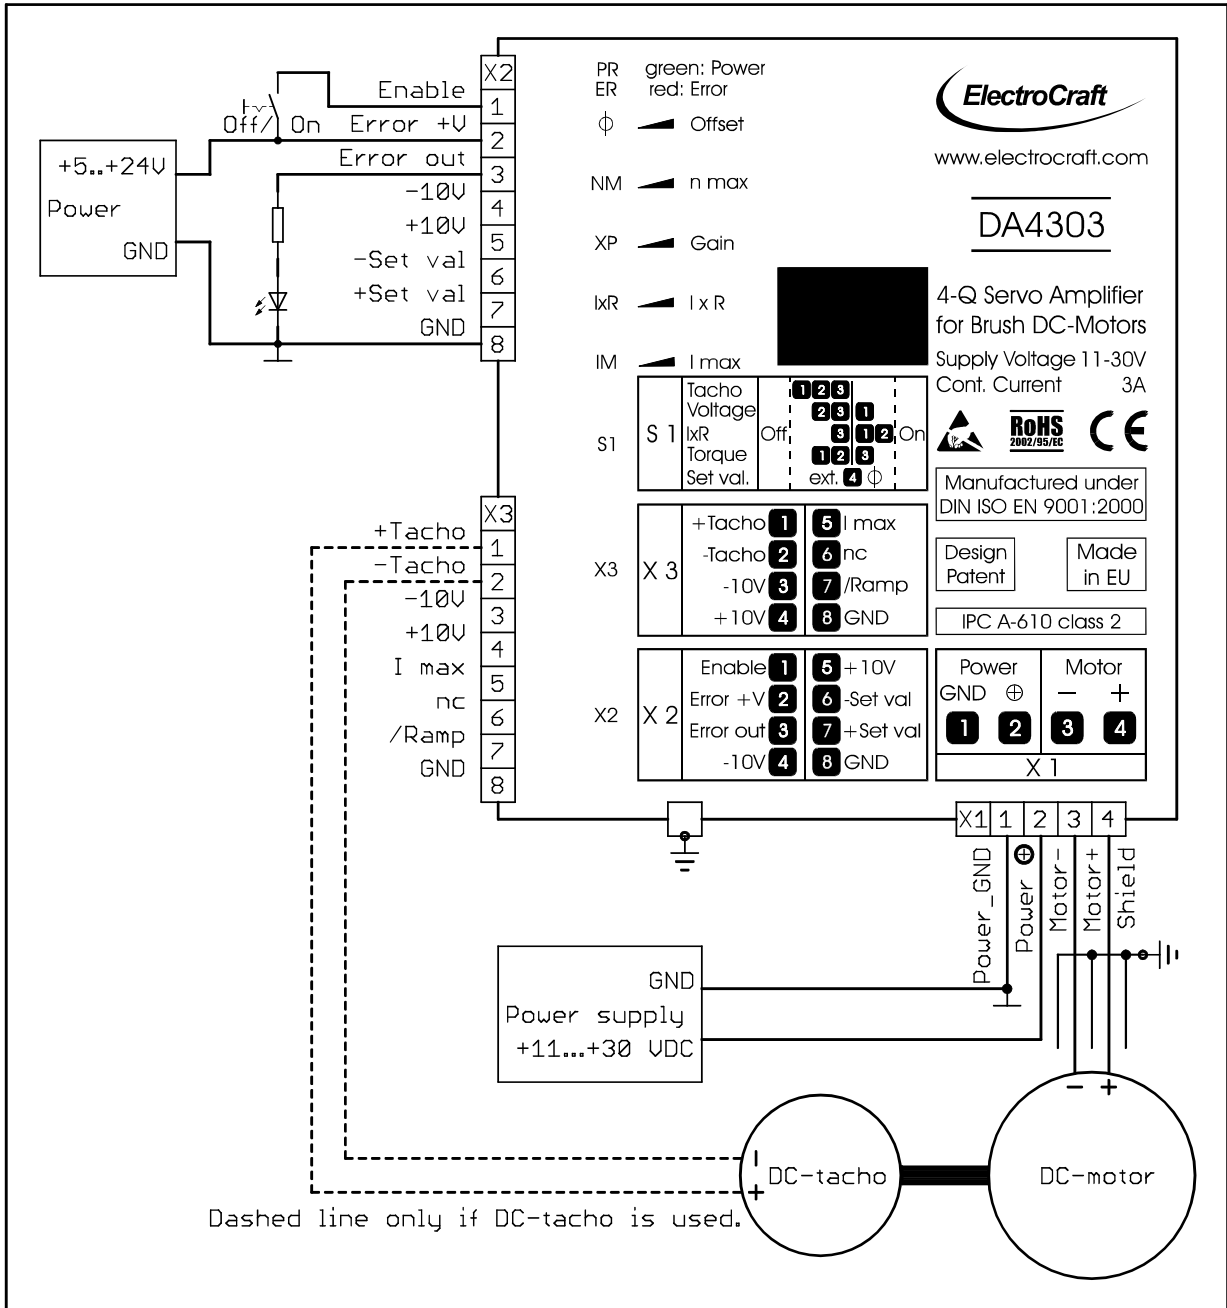 X2
Enable
1
Off/ On
Error +V
2
Error out
3
-10V
4
+10V
5
-Set val
6
+Set val
7
GND
8
+5..+24V
Power
GND
PR green: Power
ER red: Error
ϕ Offset
NM n max
XP Gain
IxR I x R
IM I max
ElectroCraft
www.electrocraft.com
DA4303
4-Q Servo Amplifier
for Brush DC-Motors
Supply Voltage 11-30V
Cont. Current 3A
RoHS
2002/95/EC
CE
Manufactured under
DIN ISO EN 9001:2000
Design
Patent
Made
in EU
IPC A-610 class 2
S1
S 1
Tacho 1 2 3
Voltage 2 3 1
IxR Off 3 1 2 On
Torque 1 2 3
Set val. ext. 4 ϕ
X3
X 3
+Tacho 1 5 I max
-Tacho 2 6 nc
-10V 3 7 /Ramp
+10V 4 8 GND
X2
X 2
Enable 1 5 +10V
Error +V 2 6 -Set val
Error out 3 7 +Set val
-10V 4 8 GND
Power Motor
GND ⊕ − +
1 2 3 4
X 1
X3
+Tacho
1
-Tacho
2
-10V
3
+10V
4
I max
5
nc
6
/Ramp
7
GND
8
X1 1 2 3 4
Power_GND
Power ⊕
Motor-
Motor+
Shield
GND
Power supply
+11...+30 VDC
− +
DC-motor
−
DC-tacho
+
Dashed line only if DC-tacho is used.